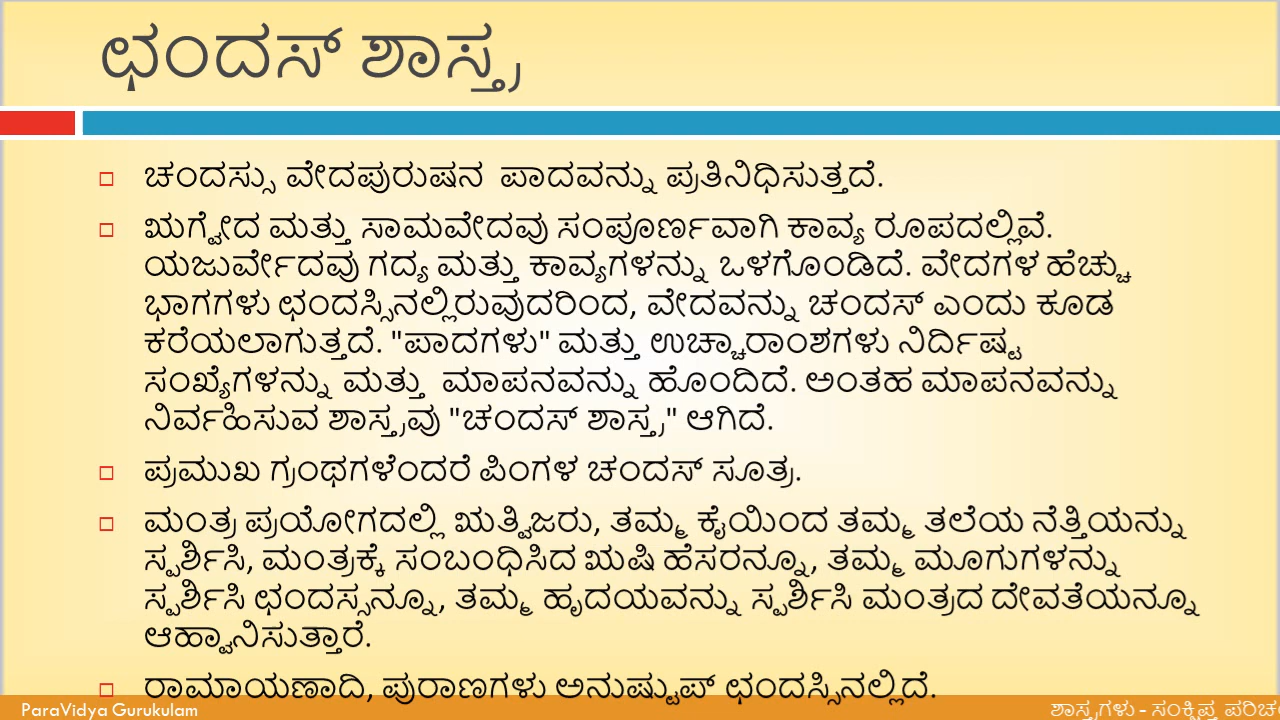 ಛಂದಸ್ ಶಾಸ್ತ್ರ
ಚಂದಸ್ಸು ವೇದಪುರುಷನ ಪಾದವನ್ನು ಪ್ರತಿನಿಧಿಸುತ್ತದೆ.
ಋಗ್ವೇದ ಮತ್ತು ಸಾಮವೇದವು ಸಂಪೂರ್ಣವಾಗಿ ಕಾವ್ಯ ರೂಪದಲ್ಲಿವೆ.
ಯಜುರ್ವೇದವು ಗದ್ಯ ಮತ್ತು ಕಾವ್ಯಗಳನ್ನು ಒಳಗೊಂಡಿದೆ. ವೇದಗಳ ಹೆಚ್ಚು
ಭಾಗಗಳು ಛಂದಸ್ಸಿನಲ್ಲಿರುವುದರಿಂದ, ವೇದವನ್ನು ಚಂದಸ್ ಎಂದು ಕೂಡ
ಕರೆಯಲಾಗುತ್ತದೆ. "ಪಾದಗಳು" ಮತ್ತು ಉಚ್ಚಾರಾಂಶಗಳು ನಿರ್ದಿಷ್ಟ
ಸಂಖ್ಯೆಗಳನ್ನು ಮತ್ತು ಮಾಪನವನ್ನು ಹೊಂದಿದೆ. ಅಂತಹ ಮಾಪನವನ್ನು
ನಿರ್ವಹಿಸುವ ಶಾಸ್ತ್ರವು "ಚಂದಸ್ ಶಾಸ್ತ್ರ" ಆಗಿದೆ.
ಪ್ರಮುಖ ಗ್ರಂಥಗಳೆಂದರೆ ಪಿಂಗಳ ಚಂದಸ್ ಸೂತ್ರ.
ಮಂತ್ರ ಪ್ರಯೋಗದಲ್ಲಿ ಋತ್ವಿಜರು, ತಮ್ಮ ಕೈಯಿಂದ ತಮ್ಮ ತಲೆಯ ನೆತ್ತಿಯನ್ನು
ಸ್ಪರ್ಶಿಸಿ, ಮಂತ್ರಕ್ಕೆ ಸಂಬಂಧಿಸಿದ ಋಷಿ ಹೆಸರನ್ನೂ, ತಮ್ಮ ಮೂಗುಗಳನ್ನು
ಸ್ಪರ್ಶಿಸಿ ಛಂದಸ್ಸನ್ನೂ, ತಮ್ಮ ಹೃದಯವನ್ನು ಸ್ಪರ್ಶಿಸಿ ಮಂತ್ರದ ದೇವತೆಯನ್ನೂ
ಆಹ್ವಾನಿಸುತ್ತಾರೆ.
ರಾಮಾಯಣಾದಿ, ಪುರಾಣಗಳು ಅನುಷ್ಟುಪ್ ಛಂದಸ್ಸಿನಲ್ಲಿದೆ.
ParaVidya Gurukulam
ಶಾಸ್ತ್ರಗಳು - ಸಂಕ್ಷಿಪ್ತ